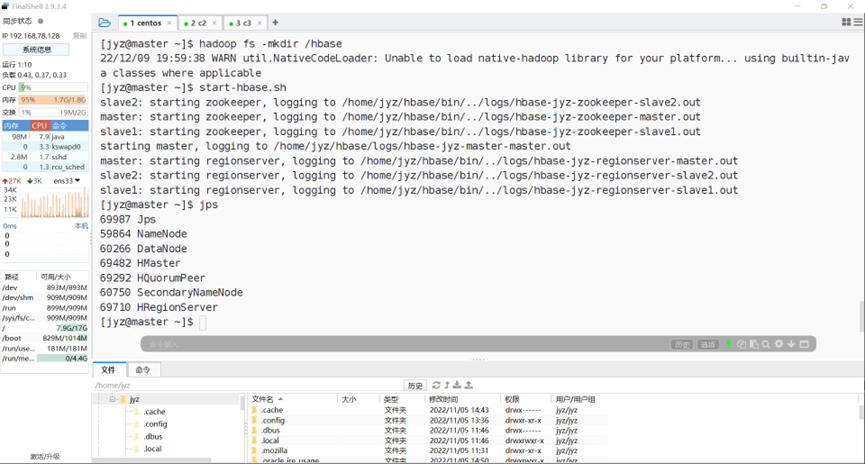 FinalShell 3.9.3.4
同步状态
IP 192.168.78.128 复制
系统信息
运行 1:10
负载 0.43, 0.37, 0.33
CPU 9%
内存 95% 1.7G/1.8G
交换 1% 19M/2G
内存 CPU 命令
98M 7.9 java
0 3.3 kswapd0
2.8M 1.7 sshd
0 1.3 rcu_sched
27K 3K ens33
34K
23K
11K
0ms 本机
0
0
0
路径 可用/大小
/dev 893M/893M
/dev/shm 909M/909M
/run 899M/909M
/sys/fs/c... 909M/909M
/ 7.9G/17G
/boot 829M/1014M
/run/use... 181M/181M
/run/me... 0/4.4G
激活/升级
1 centos
2 c2
3 c3
[jyz@master ~]$ hadoop fs -mkdir /hbase
22/12/09 19:59:38 WARN util.NativeCodeLoader: Unable to load native-hadoop library for your platform... using builtin-jav
a classes where applicable
[jyz@master ~]$ start-hbase.sh
slave2: starting zookeeper, logging to /home/jyz/hbase/bin/../logs/hbase-jyz-zookeeper-slave2.out
master: starting zookeeper, logging to /home/jyz/hbase/bin/../logs/hbase-jyz-zookeeper-master.out
slave1: starting zookeeper, logging to /home/jyz/hbase/bin/../logs/hbase-jyz-zookeeper-slave1.out
starting master, logging to /home/jyz/hbase/logs/hbase-jyz-master-master.out
master: starting regionserver, logging to /home/jyz/hbase/bin/../logs/hbase-jyz-regionserver-master.out
slave2: starting regionserver, logging to /home/jyz/hbase/bin/../logs/hbase-jyz-regionserver-slave2.out
slave1: starting regionserver, logging to /home/jyz/hbase/bin/../logs/hbase-jyz-regionserver-slave1.out
[jyz@master ~]$ jps
69987 Jps
59864 NameNode
60266 DataNode
69482 HMaster
69292 HQuorumPeer
60750 SecondaryNameNode
69710 HRegionServer
[jyz@master ~]$
命令输入 历史 选项
文件 命令
/home/jyz 历史
jyz
.cache
.config
.dbus
.local
文件名 大小 类型 修改时间 权限 用户/用户组
.cache 文件夹 2022/11/05 14:43 drwx------ jyz/jyz
.config 文件夹 2022/11/05 13:36 drwxr-xr-x jyz/jyz
.dbus 文件夹 2022/11/05 11:46 drwx------ jyz/jyz
.local 文件夹 2022/11/05 11:46 drwxrwxr-x jyz/jyz
.mozilla 文件夹 2022/11/05 11:31 drwxr-xr-x jyz/jyz
.oracle_jre_usage 文件夹 2022/11/05 14:50 drwxrwxr-x jyz/jyz